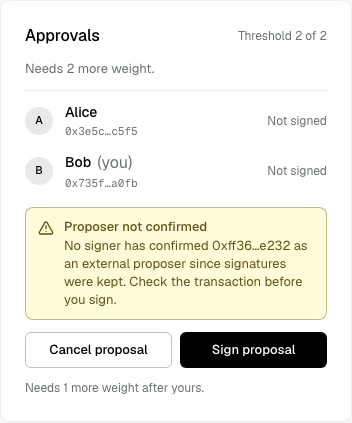 Approvals
Threshold 2 of 2
Needs 2 more weight.
A
Alice
0x3e5c…c5f5
Not signed
B
Bob (you)
0x735f…a0fb
Not signed
Proposer not confirmed
No signer has confirmed 0xff36…e232 as
an external proposer since signatures
were kept. Check the transaction before
you sign.
Cancel proposal
Sign proposal
Needs 1 more weight after yours.